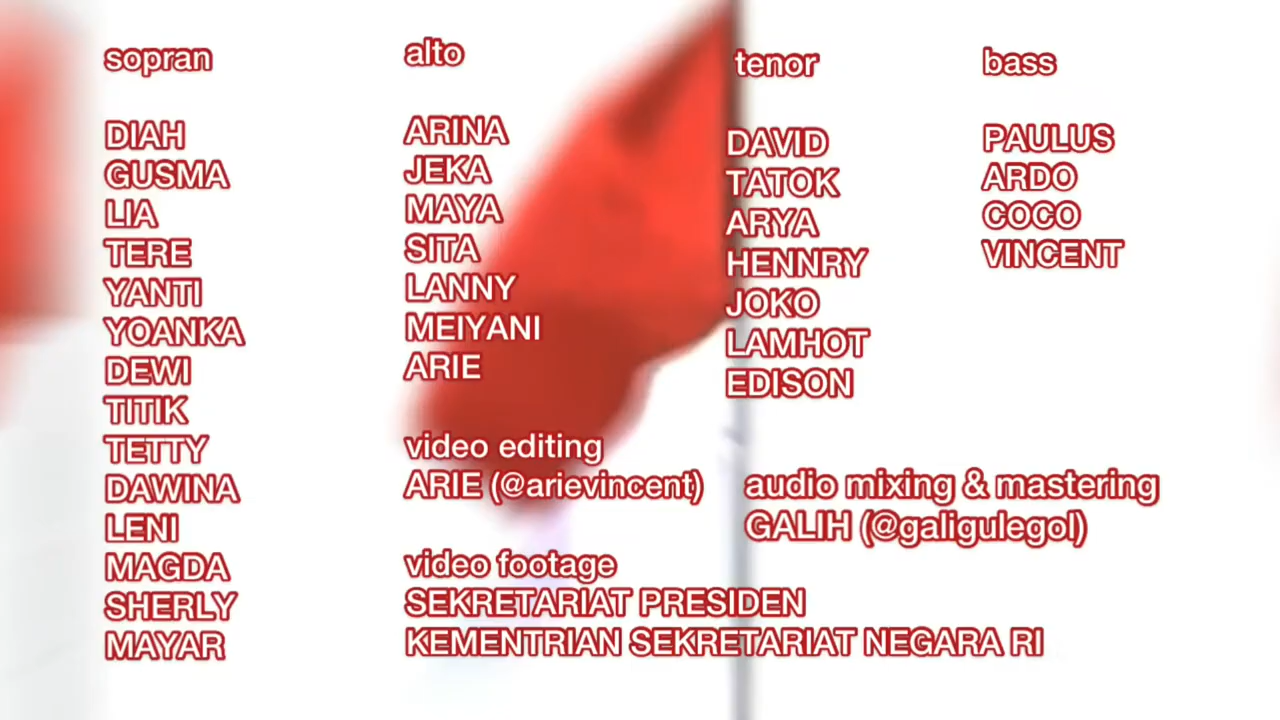 sopran
DIAH
GUSMA
LIA
TERE
YANTI
YOANKA
DEWI
TITIK
TETTY
DAWINA
LENI
MAGDA
SHERLY
MAYAR
alto
ARINA
JEKA
MAYA
SITA
LANNY
MEIYANI
ARIE
video editing
ARIE (@arievincent)
video footage
SEKRETARIAT PRESIDEN
KEMENTRIAN SEKRETARIAT NEGARA RI
tenor
DAVID
TATOK
ARYA
HENNRY
JOKO
LAMHOT
EDISON
audio mixing & mastering
GALIH (@galigulegol)
bass
PAULUS
ARDO
COCO
VINCENT